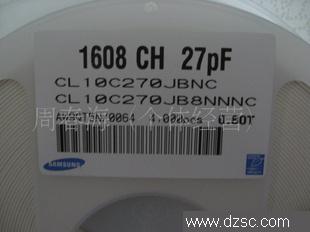 1608 CH 27pF
CL10C270JBNC
CL10C270JB8NNNC
4,000pcs
SAMSUNG
www.dzsc.com